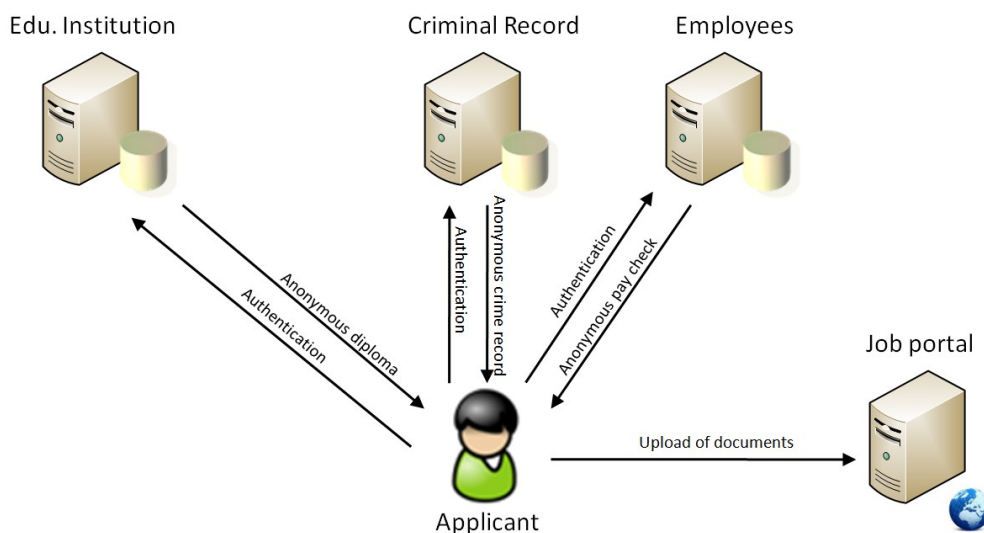 Edu. Institution
Criminal Record
Employees
Anonymous diploma
Authentication
Authentication
Anonymous crime record
Authentication
Anonymous pay check
Job portal
Upload of documents
Applicant